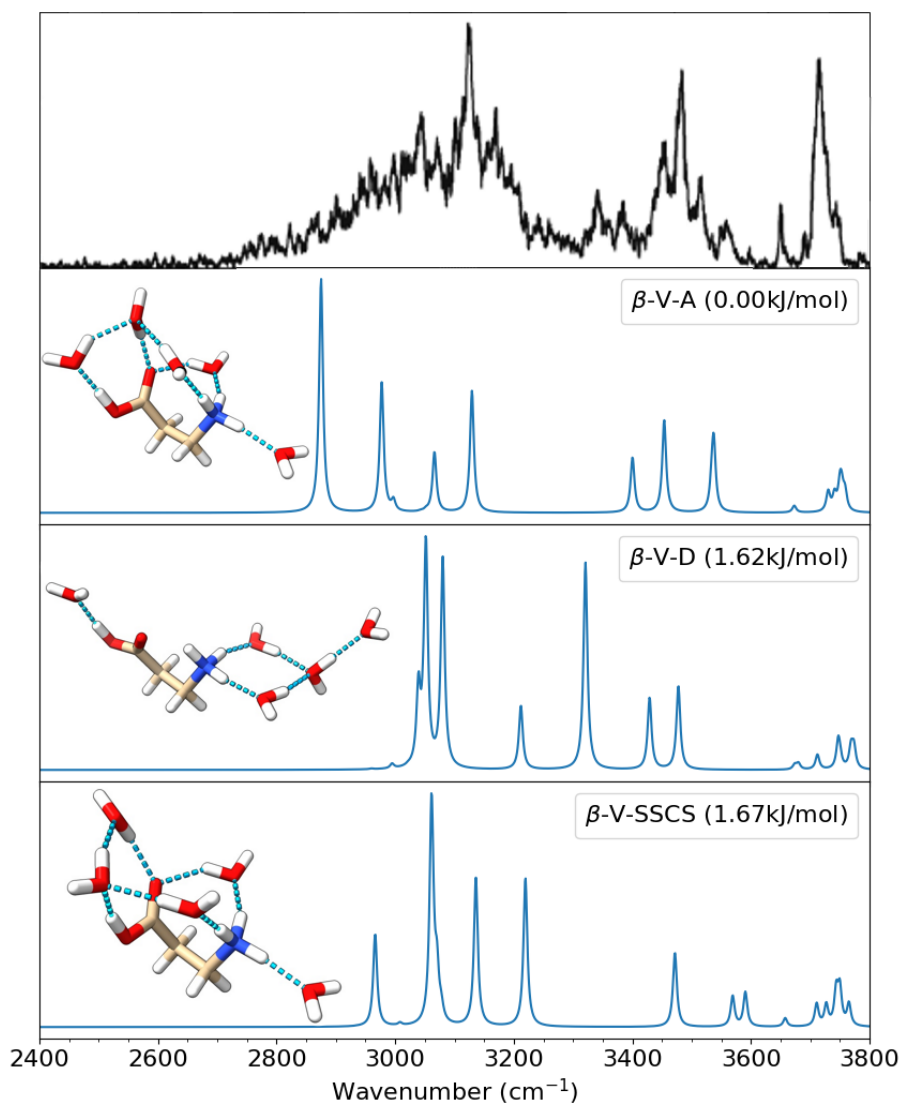 β-V-A (0.00kJ/mol)
β-V-D (1.62kJ/mol)
β-V-SSCS (1.67kJ/mol)
2400 2600 2800 3000 3200 3400 3600 3800
Wavenumber (cm⁻¹)